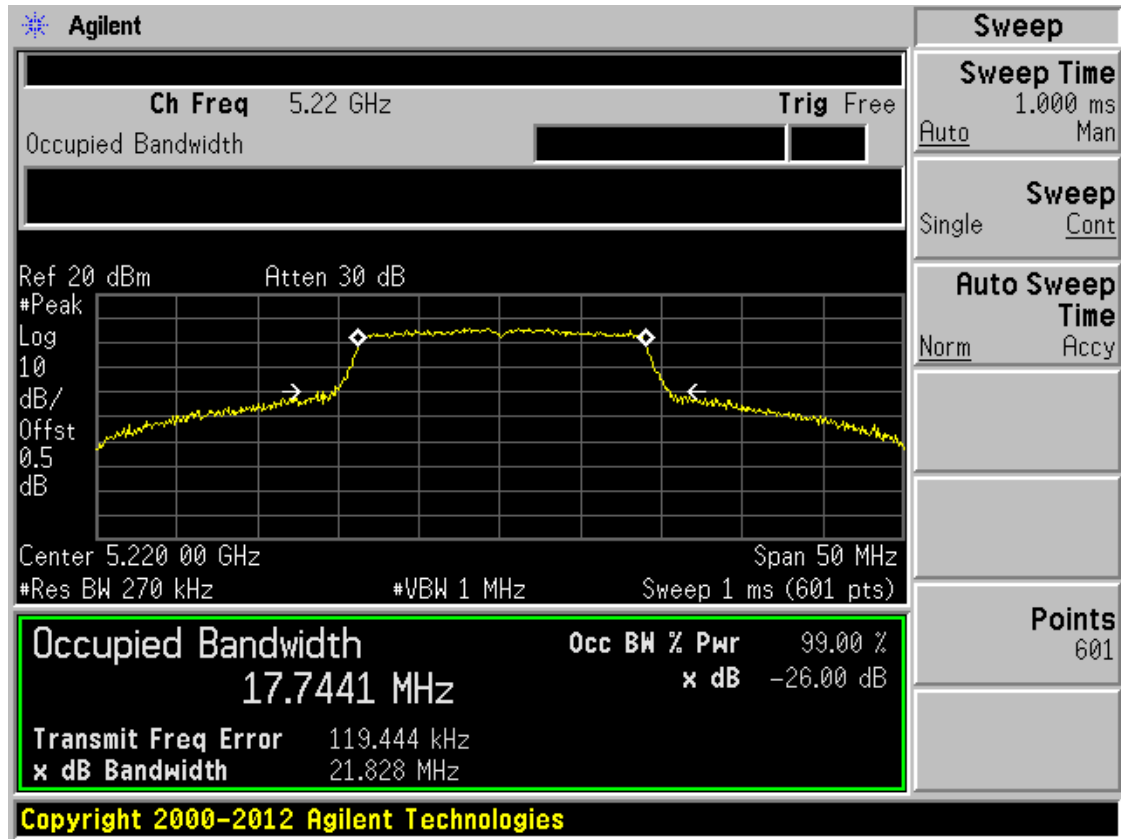 Agilent
Sweep
Ch Freq 5.22 GHz Trig Free
Occupied Bandwidth
Sweep Time
1.000 ms
Auto Man
Sweep
Single Cont
Auto Sweep
Time
Norm Accy
Ref 20 dBm Atten 30 dB
#Peak
Log
10
dB/
Offst
0.5
dB
Center 5.220 00 GHz Span 50 MHz
#Res BW 270 kHz #VBW 1 MHz Sweep 1 ms (601 pts)
Points
601
Occupied Bandwidth Occ BW % Pwr 99.00 %
17.7441 MHz x dB -26.00 dB
Transmit Freq Error 119.444 kHz
x dB Bandwidth 21.828 MHz
Copyright 2000-2012 Agilent Technologies